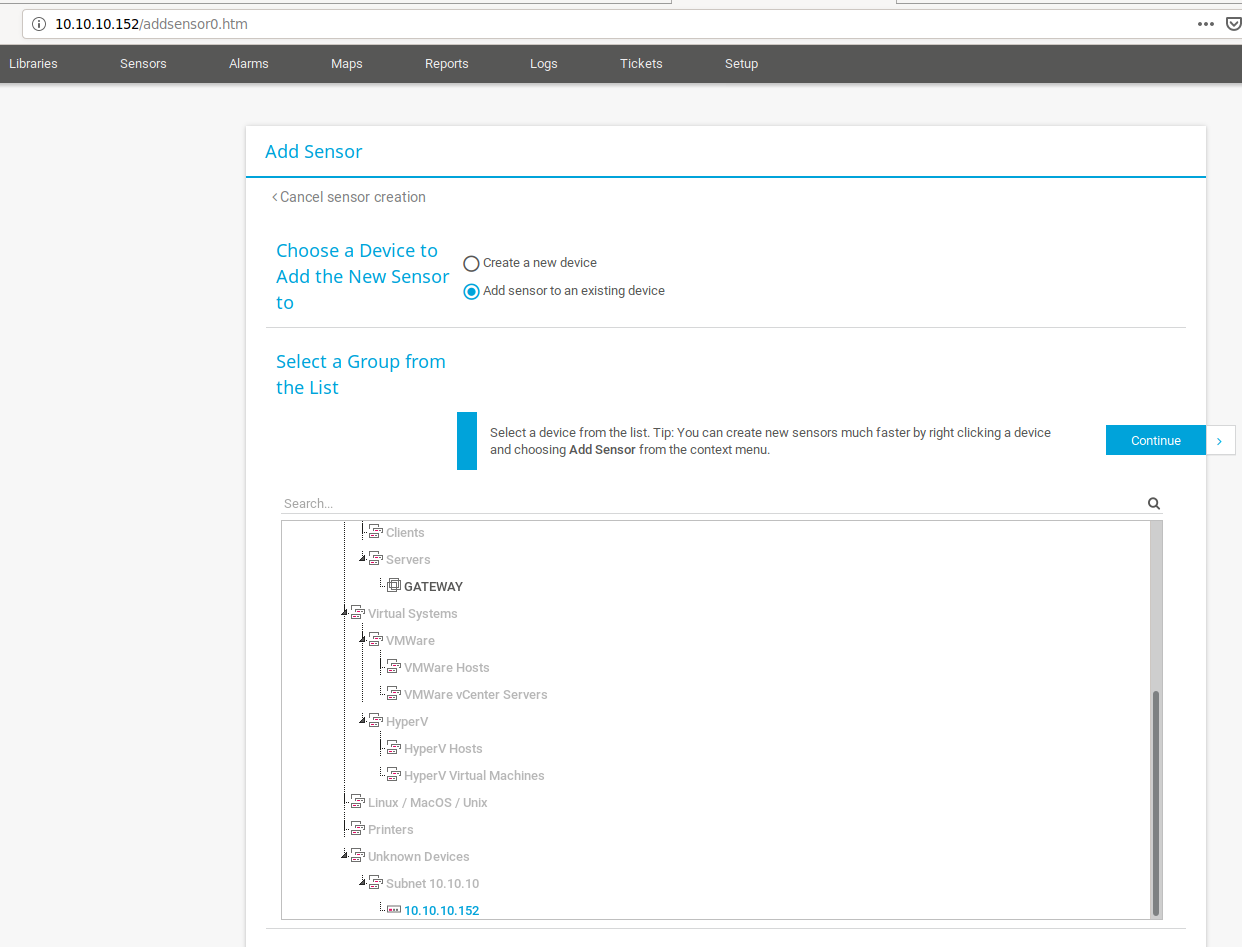 10.10.10.152/addsensor0.htm
Libraries Sensors Alarms Maps Reports Logs Tickets Setup
Add Sensor
Cancel sensor creation
Choose a Device to
Add the New Sensor
to
Create a new device
Add sensor to an existing device
Select a Group from
the List
Select a device from the list. Tip: You can create new sensors much faster by right clicking a device
and choosing Add Sensor from the context menu.
Continue
Search...
Clients
Servers
GATEWAY
Virtual Systems
VMWare
VMWare Hosts
VMWare vCenter Servers
HyperV
HyperV Hosts
HyperV Virtual Machines
Linux / MacOS / Unix
Printers
Unknown Devices
Subnet 10.10.10
10.10.10.152